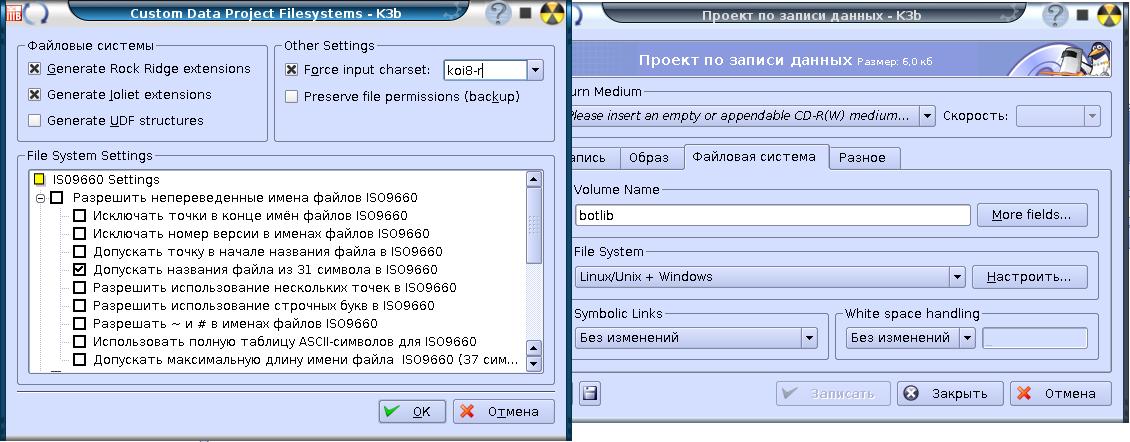 Custom Data Project Filesystems - K3b
Файловые системы
Generate Rock Ridge extensions
Generate Joliet extensions
Generate UDF structures
Other Settings
Force input charset: koi8-r
Preserve file permissions (backup)
File System Settings
ISO9660 Settings
Разрешить непереведенные имена файлов ISO9660
Исключать точки в конце имён файлов ISO9660
Исключать номер версии в именах файлов ISO9660
Допускать точку в начале названия файла в ISO9660
Допускать названия файла из 31 символа в ISO9660
Разрешить использование нескольких точек в ISO9660
Разрешить использование строчных букв в ISO9660
Разрешать ~ и # в именах файлов ISO9660
Использовать полную таблицу ASCII-символов для ISO9660
Допускать максимальную длину имени файла ISO9660 (37 сим...
OK Отмена
Проект по записи данных - K3b
Проект по записи данных Размер: 6,0 кб
urn Medium
Please insert an empty or appendable CD-R(W) medium... Скорость:
апись Образ Файловая система Разное
Volume Name
botlib More fields...
File System
Linux/Unix + Windows Настроить...
Symbolic Links White space handling
Без изменений Без изменений _
Записать Закрыть Отмена